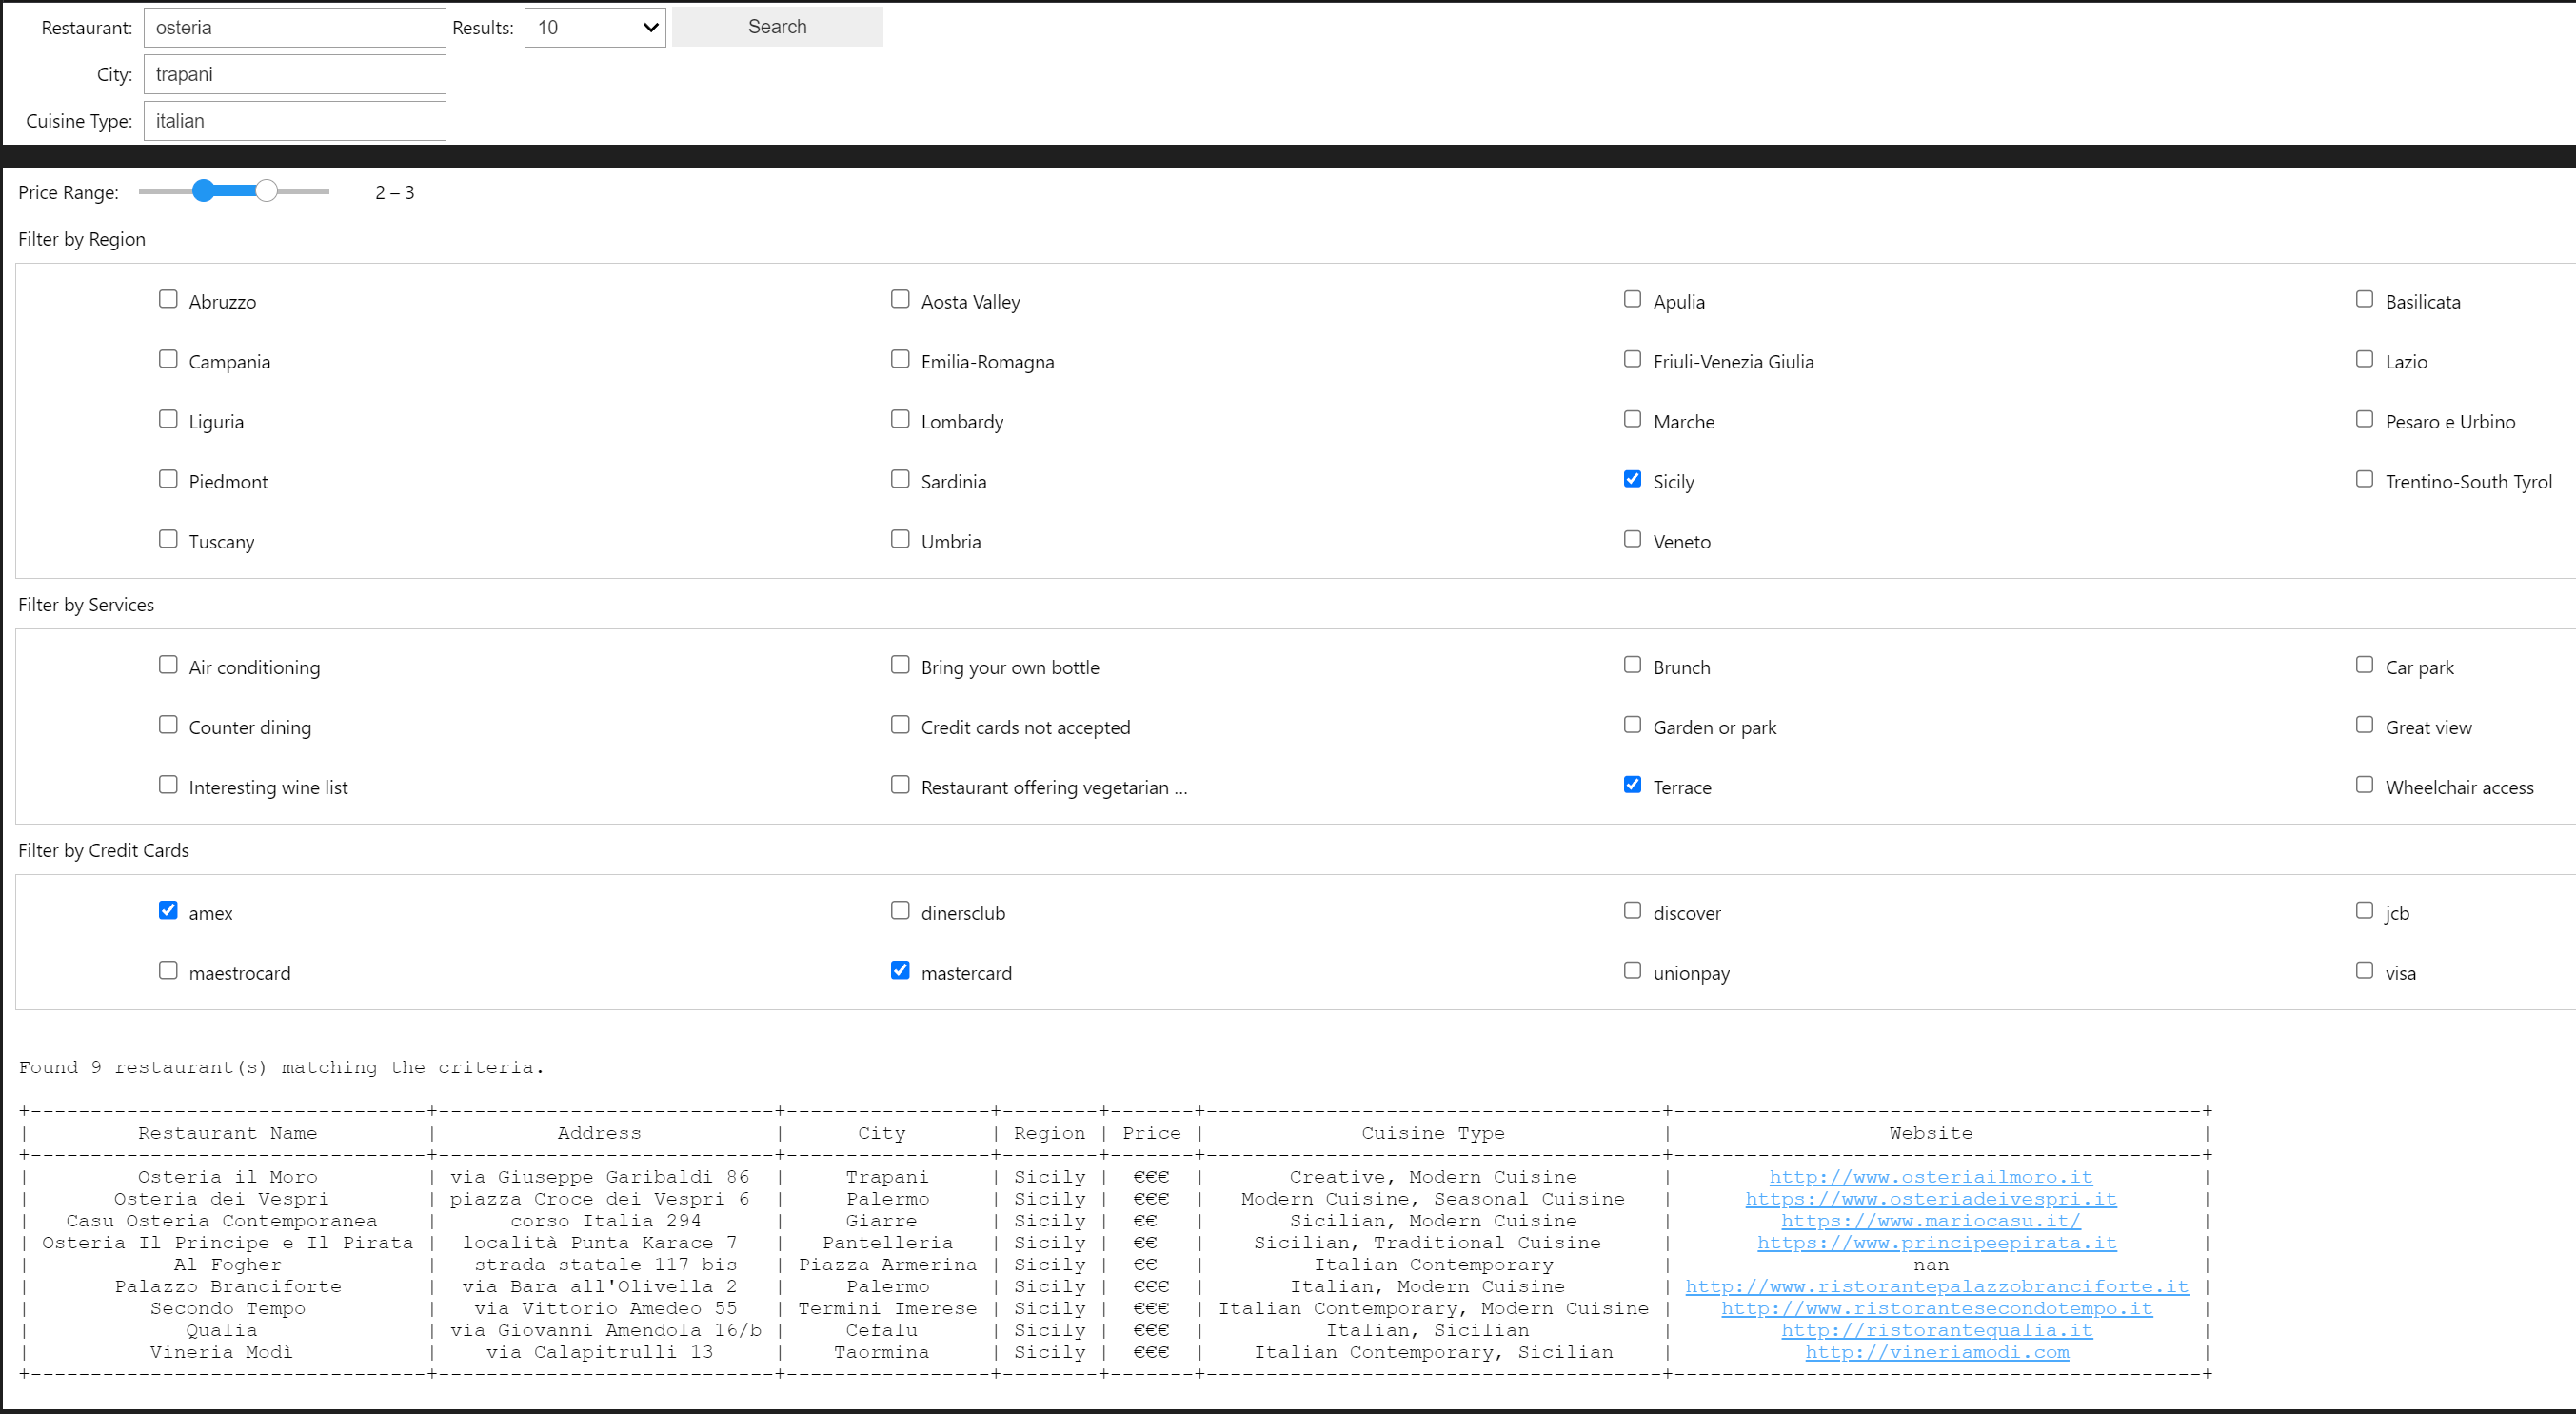 Restaurant: osteria Results: 10 Search
City: trapani
Cuisine Type: italian
Price Range: 2 – 3
Filter by Region
Abruzzo Aosta Valley Apulia Basilicata
Campania Emilia-Romagna Friuli-Venezia Giulia Lazio
Liguria Lombardy Marche Pesaro e Urbino
Piedmont Sardinia Sicily Trentino-South Tyrol
Tuscany Umbria Veneto
Filter by Services
Air conditioning Bring your own bottle Brunch Car park
Counter dining Credit cards not accepted Garden or park Great view
Interesting wine list Restaurant offering vegetarian ... Terrace Wheelchair access
Filter by Credit Cards
amex dinersclub discover jcb
maestrocard mastercard unionpay visa
Found 9 restaurant(s) matching the criteria.
| Restaurant Name | Address | City | Region | Price | Cuisine Type | Website |
| Osteria il Moro | via Giuseppe Garibaldi 86 | Trapani | Sicily | €€€ | Creative, Modern Cuisine | http://www.osteriailmoro.it |
| Osteria dei Vespri | piazza Croce dei Vespri 6 | Palermo | Sicily | €€€ | Modern Cuisine, Seasonal Cuisine | https://www.osteriadeivespri.it |
| Casu Osteria Contemporanea | corso Italia 294 | Giarre | Sicily | €€ | Sicilian, Modern Cuisine | https://www.mariocasu.it/ |
| Osteria Il Principe e Il Pirata | località Punta Karace 7 | Pantelleria | Sicily | €€ | Sicilian, Traditional Cuisine | https://www.principeepirata.it |
| Al Fogher | strada statale 117 bis | Piazza Armerina | Sicily | €€ | Italian Contemporary | nan |
| Palazzo Branciforte | via Bara all'Olivella 2 | Palermo | Sicily | €€€ | Italian, Modern Cuisine | http://www.ristorantepalazzobranciforte.it |
| Secondo Tempo | via Vittorio Amedeo 55 | Termini Imerese | Sicily | €€€ | Italian Contemporary, Modern Cuisine | http://www.ristorantesecondotempo.it |
| Qualia | via Giovanni Amendola 16/b | Cefalu | Sicily | €€€ | Italian, Sicilian | http://ristorantequalia.it |
| Vineria Modì | via Calapitrulli 13 | Taormina | Sicily | €€€ | Italian Contemporary, Sicilian | http://vineriamodi.com |